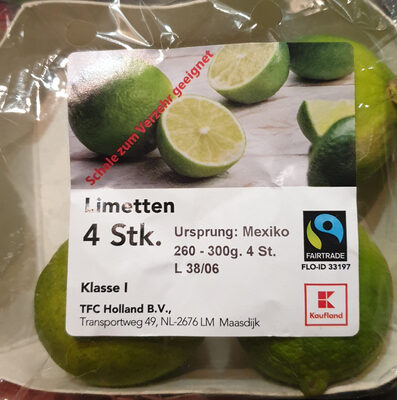 Schale zum Verzehr geeignet
Limetten
4 Stk.
Ursprung: Mexiko
260 - 300g. 4 St.
L 38/06
Klasse I
TFC Holland B.V.,
Transportweg 49, NL-2676 LM Maasdijk
FAIRTRADE
FLO-ID 33197
Kaufland